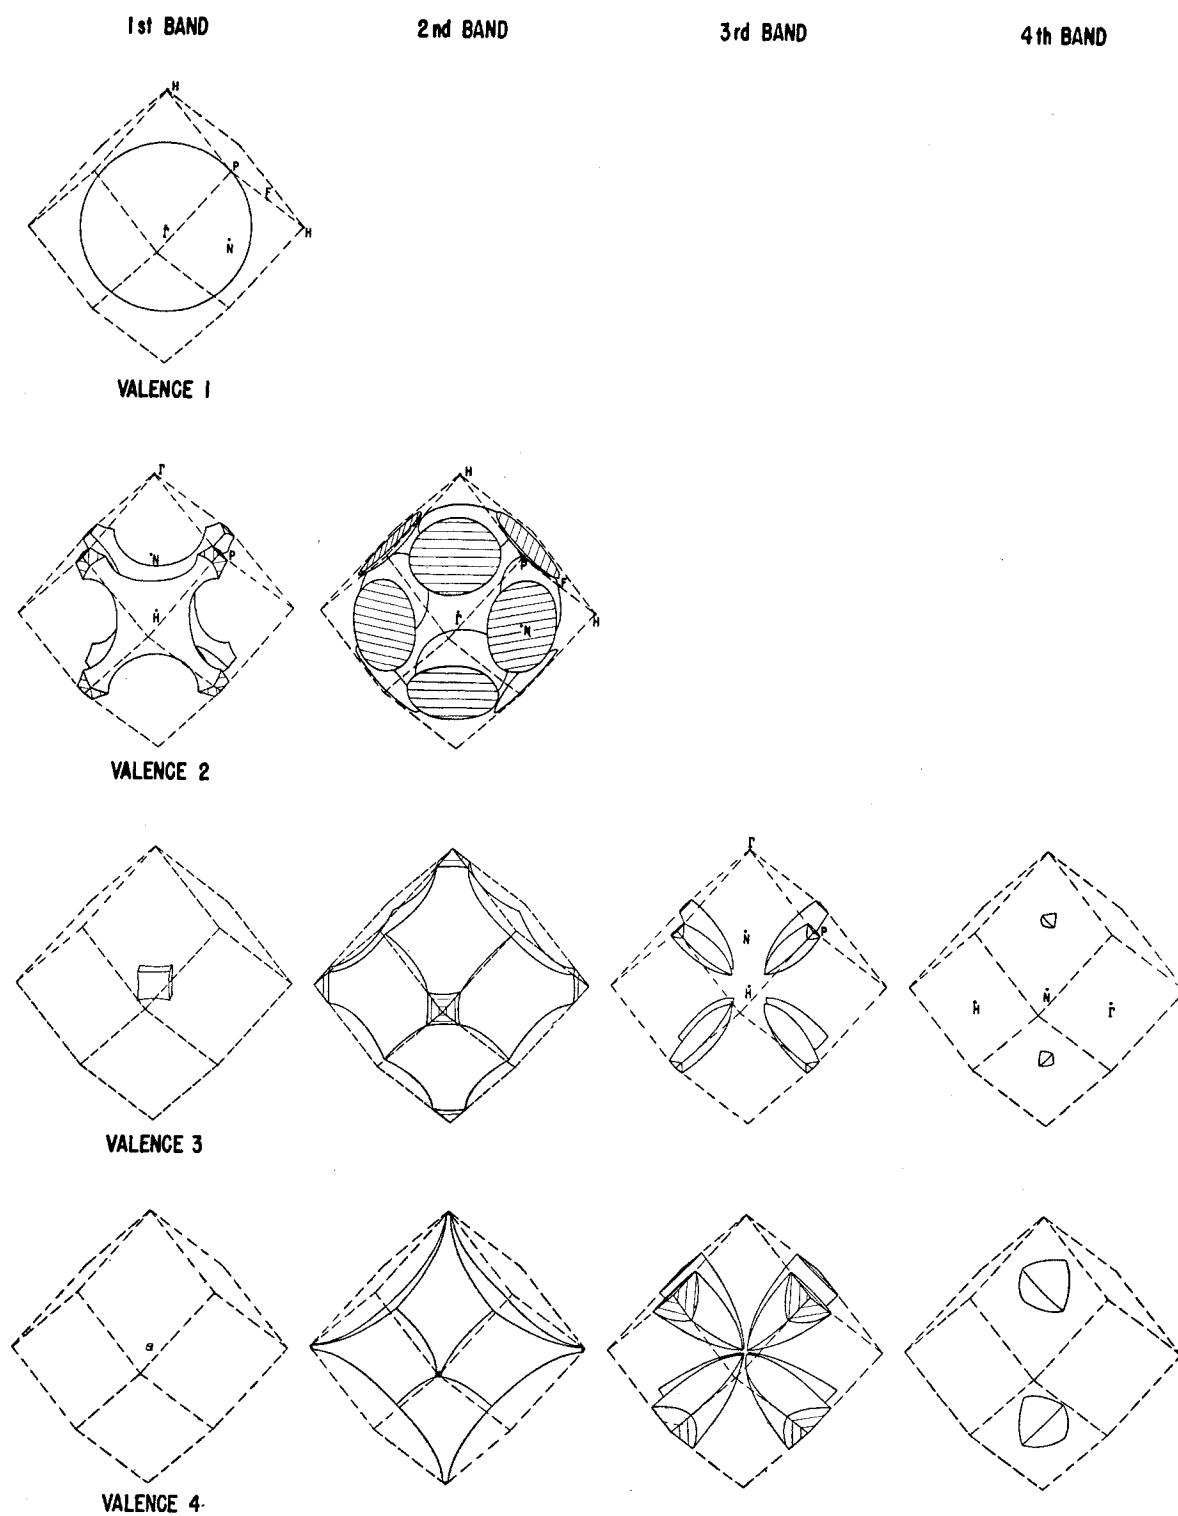 1st BAND 2nd BAND 3rd BAND 4th BAND
H
P
F
Γ
N
H
VALENCE 1
Γ
N
P
H
H
P
F
Γ
N
H
VALENCE 2
Γ
N
P
H
H
N
Γ
VALENCE 3
a
VALENCE 4